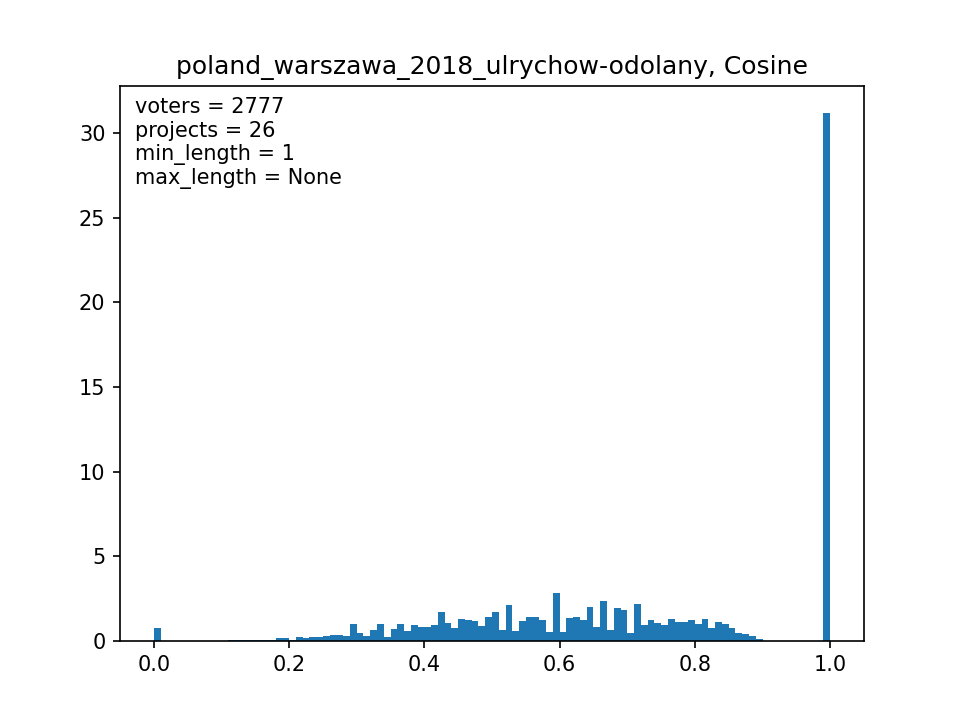 poland_warszawa_2018_ulrychow-odolany, Cosine
voters = 2777
projects = 26
min_length = 1
max_length = None
30
25
20
15
10
5
0
0.0 0.2 0.4 0.6 0.8 1.0